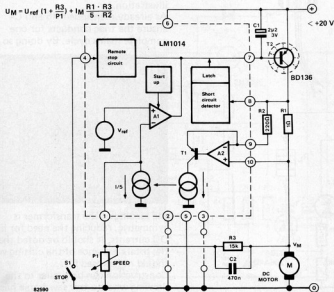 U_M = U_ref (1 + R3/P1) + I_M R1 · R3 / 5 · R2
+
< +20 V
6
C1
2µ2
3V
T2
BD136
LM1014
4
Remote
stop
circuit
7
Start
up
Latch
Short
circuit
detector
8
R2
220Ω
R1
1Ω
A1
V_ref
T1
A2
9
10
I/5
I
1
2
5
3
R3
15k
V_M
C2
470n
S1
STOP
P1
SPEED
DC
MOTOR
M
0
82590